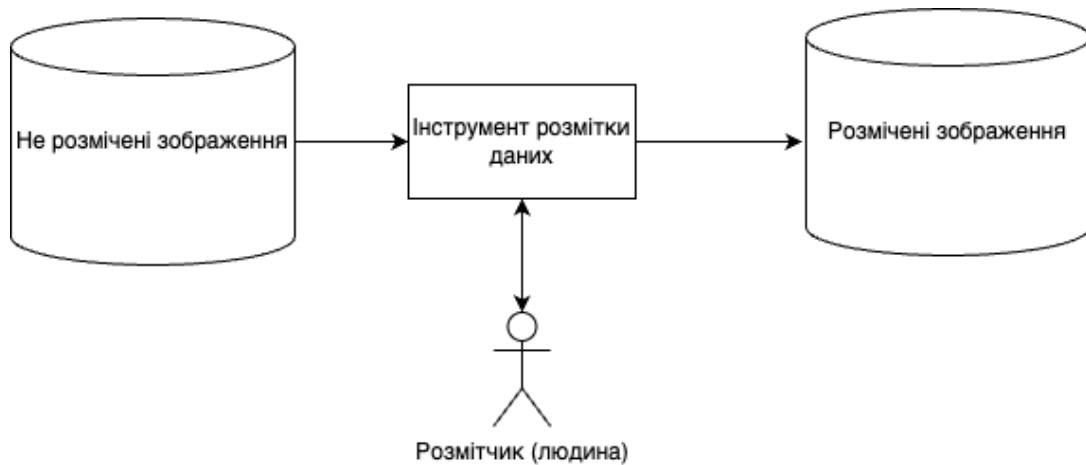 Не розмічені зображення
Інструмент розмітки
даних
Розмічені зображення
Розмітчик (людина)